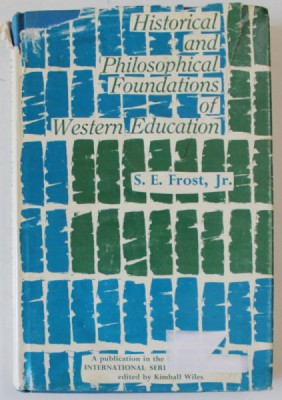 Historical
and
Philosophical
Foundations
of
Western Education
S. E. Frost, Jr.
A publication in the
INTERNATIONAL SERI
edited by Kimball Wiles